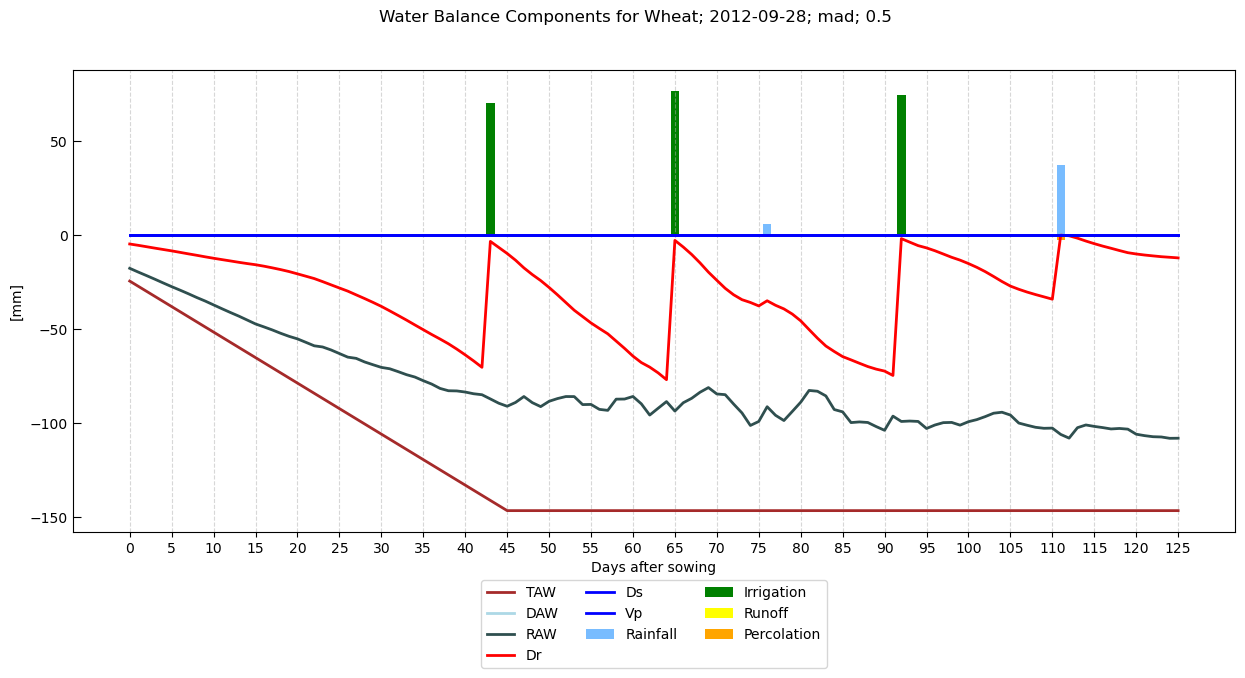 Water Balance Components for Wheat; 2012-09-28; mad; 0.5
50
0
−50
−100
−150
[mm]
0 5 10 15 20 25 30 35 40 45 50 55 60 65 70 75 80 85 90 95 100 105 110 115 120 125
Days after sowing
TAW Ds Irrigation
DAW Vp Runoff
RAW Rainfall Percolation
Dr